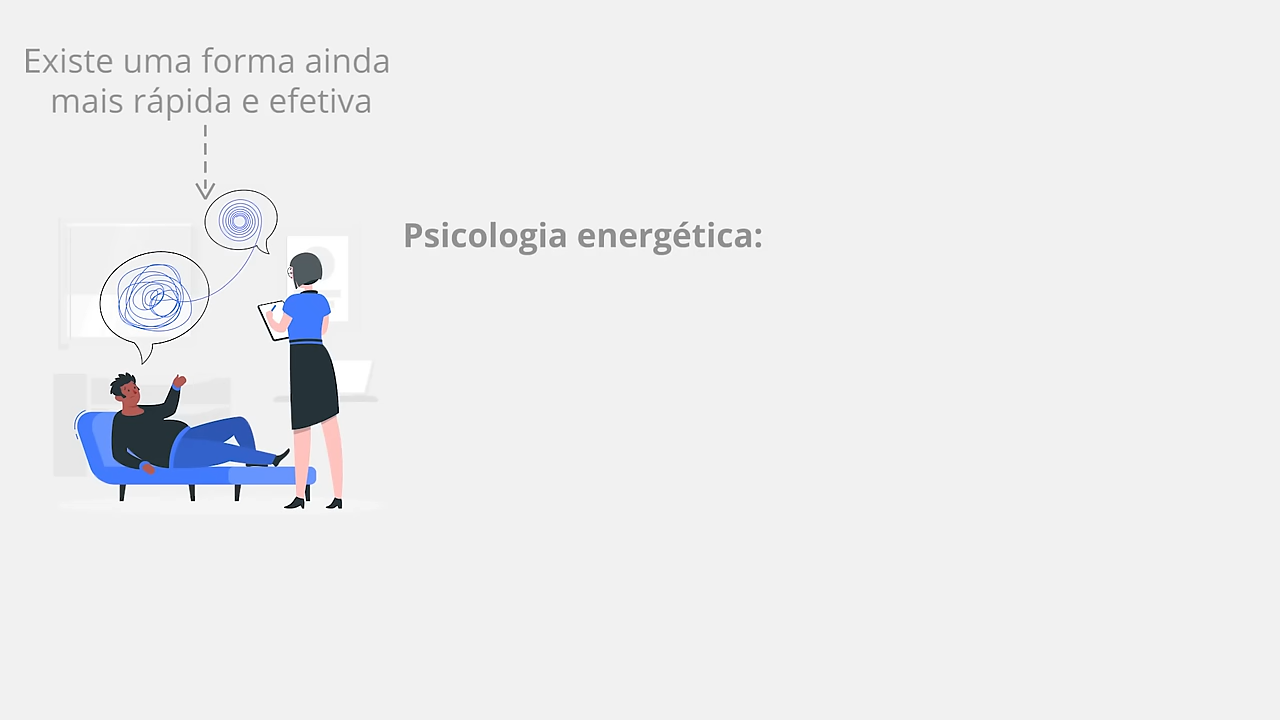 Existe uma forma ainda
mais rápida e efetiva
Psicologia energética: